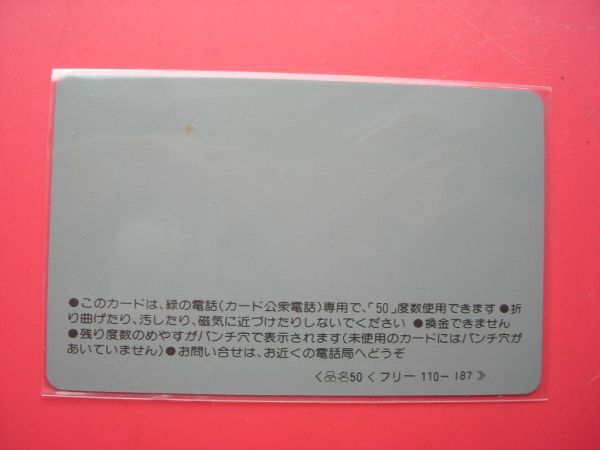 ●このカードは、緑の電話(カード公衆電話)専用で、「50」度数使用できます ●折
り曲げたり、汚したり、磁気に近づけたりしないでください ●換金できません
●残り度数のめやすがパンチ穴で表示されます(未使用のカードにはパンチ穴が
あいていません) ●お問い合せは、お近くの電話局へどうぞ
〈品名50〈 フリー 110－187 》